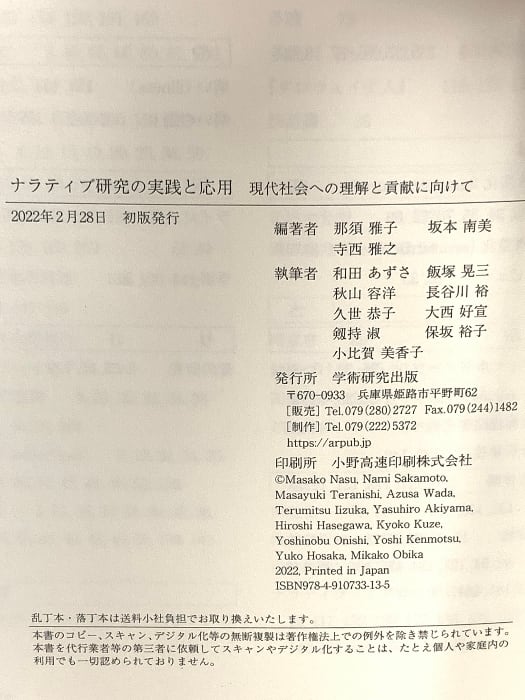 ナラティブ研究の実践と応用　現代社会への理解と貢献に向けて
2022年2月28日　初版発行
編著者　那須 雅子　坂本 南美
寺西 雅之
執筆者　和田 あずさ　飯塚 晃三
秋山 容洋　長谷川 裕
久世 恭子　大西 好宣
剱持 淑　保坂 裕子
小比賀 美香子
発行所　学術研究出版
〒670-0933　兵庫県姫路市平野町62
［販売］Tel.079(280)2727　Fax.079(244)1482
［制作］Tel.079(222)5372
https://arpub.jp
印刷所　小野高速印刷株式会社
©Masako Nasu, Nami Sakamoto,
Masayuki Teranishi, Azusa Wada,
Terumitsu Iizuka, Yasuhiro Akiyama,
Hiroshi Hasegawa, Kyoko Kuze,
Yoshinobu Onishi, Yoshi Kenmotsu,
Yuko Hosaka, Mikako Obika
2022, Printed in Japan
ISBN978-4-910733-13-5
乱丁本・落丁本は送料小社負担でお取り換えいたします。
本書のコピー、スキャン、デジタル化等の無断複製は著作権法上での例外を除き禁じられています。
本書を代行業者等の第三者に依頼してスキャンやデジタル化することは、たとえ個人や家庭内の
利用でも一切認められておりません。